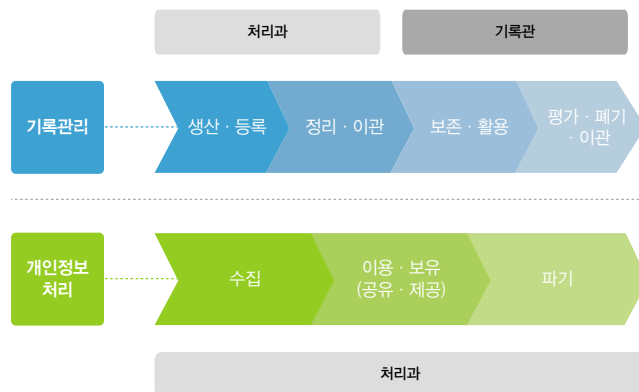 처리과
기록관
기록관리
생산 · 등록
정리 · 이관
보존 · 활용
평가 · 폐기
· 이관
개인정보
처리
수집
이용 · 보유
(공유 · 제공)
파기
처리과